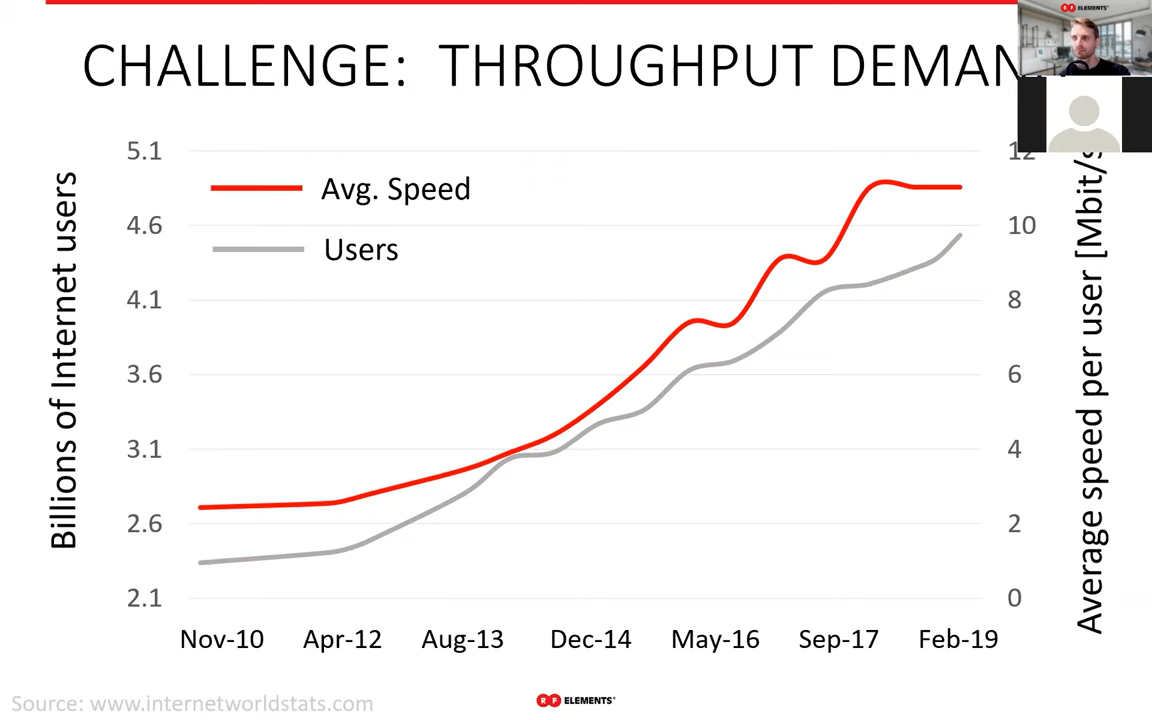 RF ELEMENTS
CHALLENGE: THROUGHPUT
5.1
4.6
4.1
3.6
3.1
2.6
2.1
Billions of Internet users
Avg. Speed
Users
12
10
8
6
4
2
0
Average speed per user
Nov-10 Apr-12 Aug-13 Dec-14 May-16 Sep-17 Feb-19
Source: www.internetworldstats.com
RF ELEMENTS